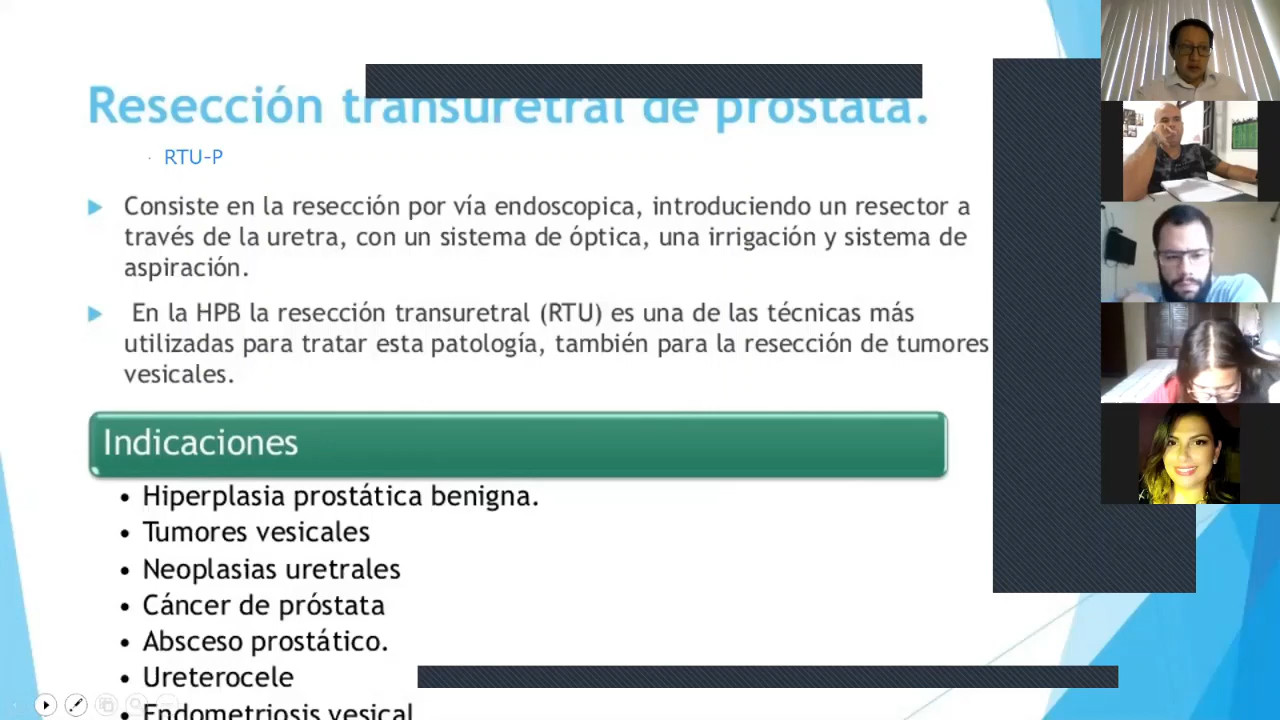 Resección transuretral de próstata.
· RTU-P
Consiste en la resección por vía endoscopica, introduciendo un resector a
través de la uretra, con un sistema de óptica, una irrigación y sistema de
aspiración.
En la HPB la resección transuretral (RTU) es una de las técnicas más
utilizadas para tratar esta patología, también para la resección de tumores
vesicales.
Indicaciones
• Hiperplasia prostática benigna.
• Tumores vesicales
• Neoplasias uretrales
• Cáncer de próstata
• Absceso prostático.
• Ureterocele
• Endometriosis vesical